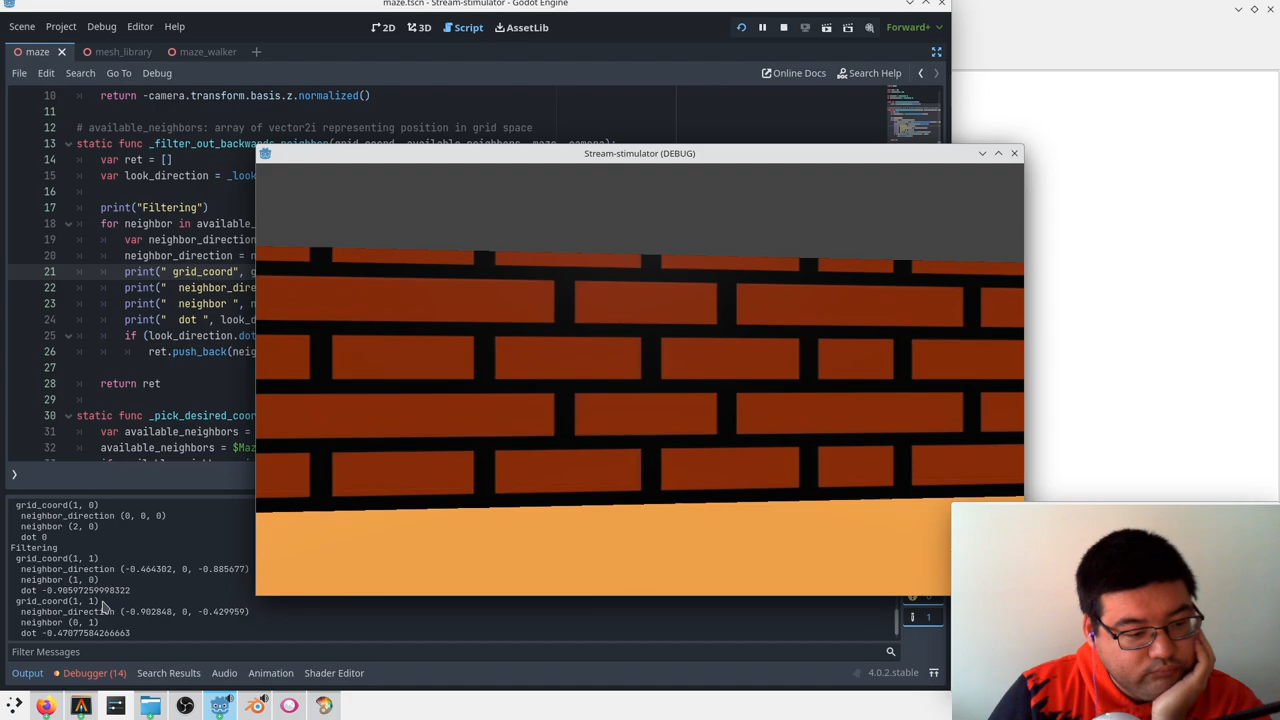 maze.tscn - Stream-stimulator - Godot Engine
Scene Project Debug Editor Help
2D 3D Script AssetLib
Forward+
maze mesh_library maze_walker
File Edit Search Go To Debug
Online Docs Search Help
10 return -camera.transform.basis.z.normalized()
11
12 # available_neighbors
vector2i representing position in grid space
13 static func _filter_out_backwards
Stream-stimulator (DEBUG)
14 var ret = []
15 var look_direction = _loo
16
17 print("Filtering")
18 for neighbor in available_
19 var neighbor_direction
20 neighbor_direction = n
21 print(" grid_coord", g
22 print("  neighbor_dire
23 print("  neighbor ", n
24 print("  dot ", look_d
25 if (look_direction.dot
26 ret.push_back(neig
27
28 return ret
29
30 static func _pick_desired_coor
31 var available_neighbors =
32 available_neighbors = $Maz
grid_coord(1, 0)
neighbor_direction (0, 0, 0)
neighbor (2, 0)
dot 0
Filtering
grid_coord(1, 1)
neighbor_direction (-0.464302, 0, -0.885677)
neighbor (1, 0)
dot -0.90597259998322
grid_coord(1, 1)
neighbor_direction (-0.902848, 0, -0.429959)
neighbor (0, 1)
dot -0.47077584266663
1
Filter Messages
Output Debugger (14) Search Results Audio Animation Shader Editor
4.0.2.stable